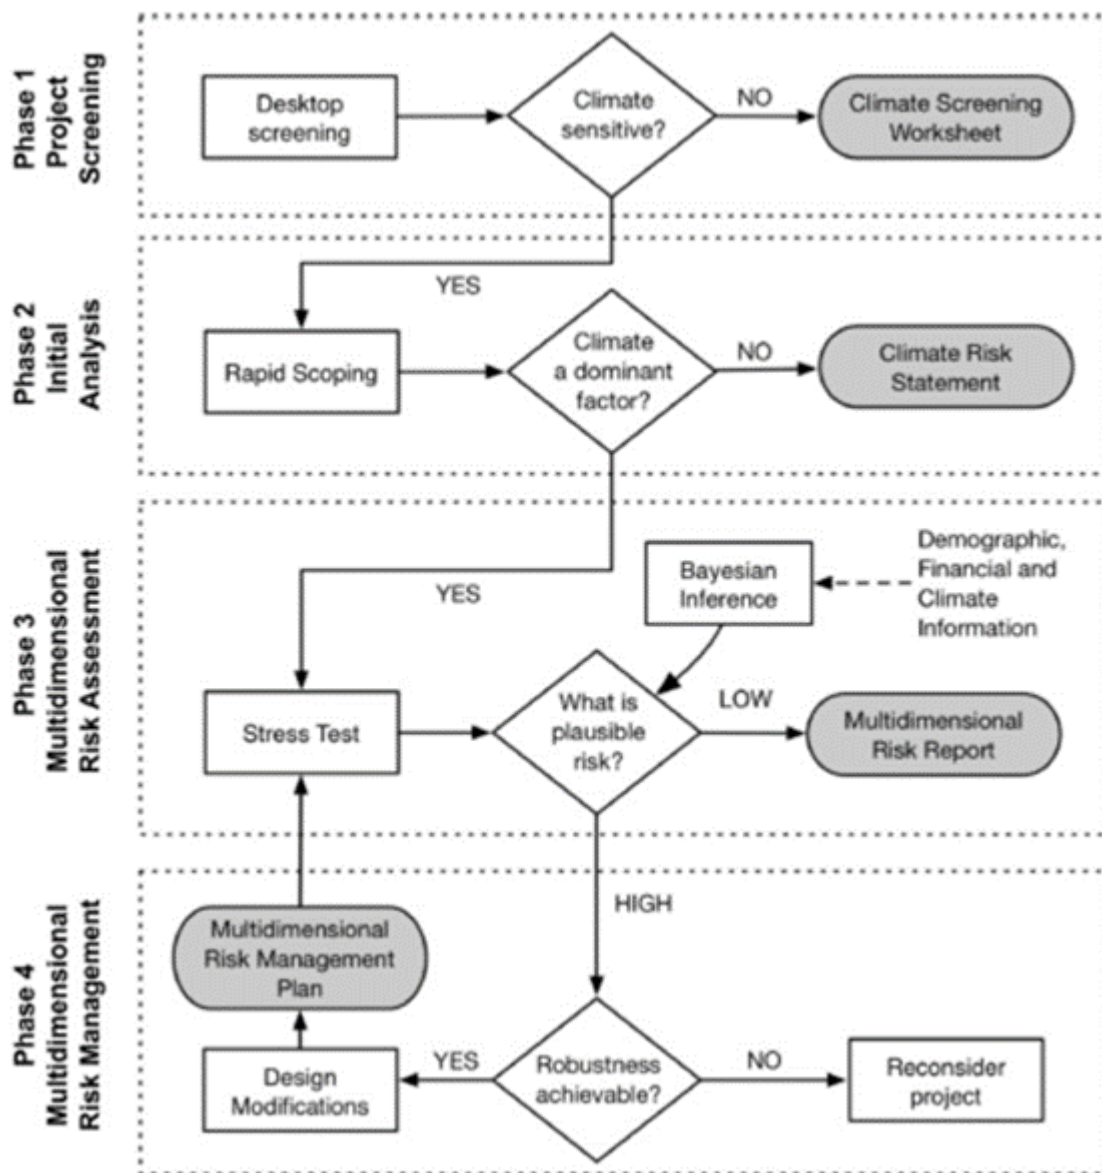 Phase 1
Project
Screening
Desktop
screening
Climate
sensitive?
NO
Climate Screening
Worksheet
YES
Phase 2
Initial
Analysis
Rapid Scoping
Climate
a dominant
factor?
NO
Climate Risk
Statement
YES
Phase 3
Multidimensional
Risk Assessment
Bayesian
Inference
Demographic,
Financial and
Climate
Information
Stress Test
What is
plausible
risk?
LOW
Multidimensional
Risk Report
HIGH
Phase 4
Multidimensional
Risk Management
Multidimensional
Risk Management
Plan
Design
Modifications
YES
Robustness
achievable?
NO
Reconsider
project